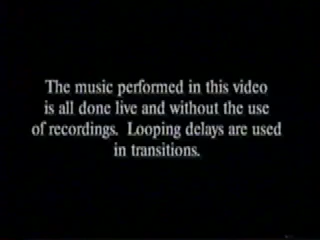 The music performed in this video
is all done live and without the use
of recordings.  Looping delays are used
in transitions.